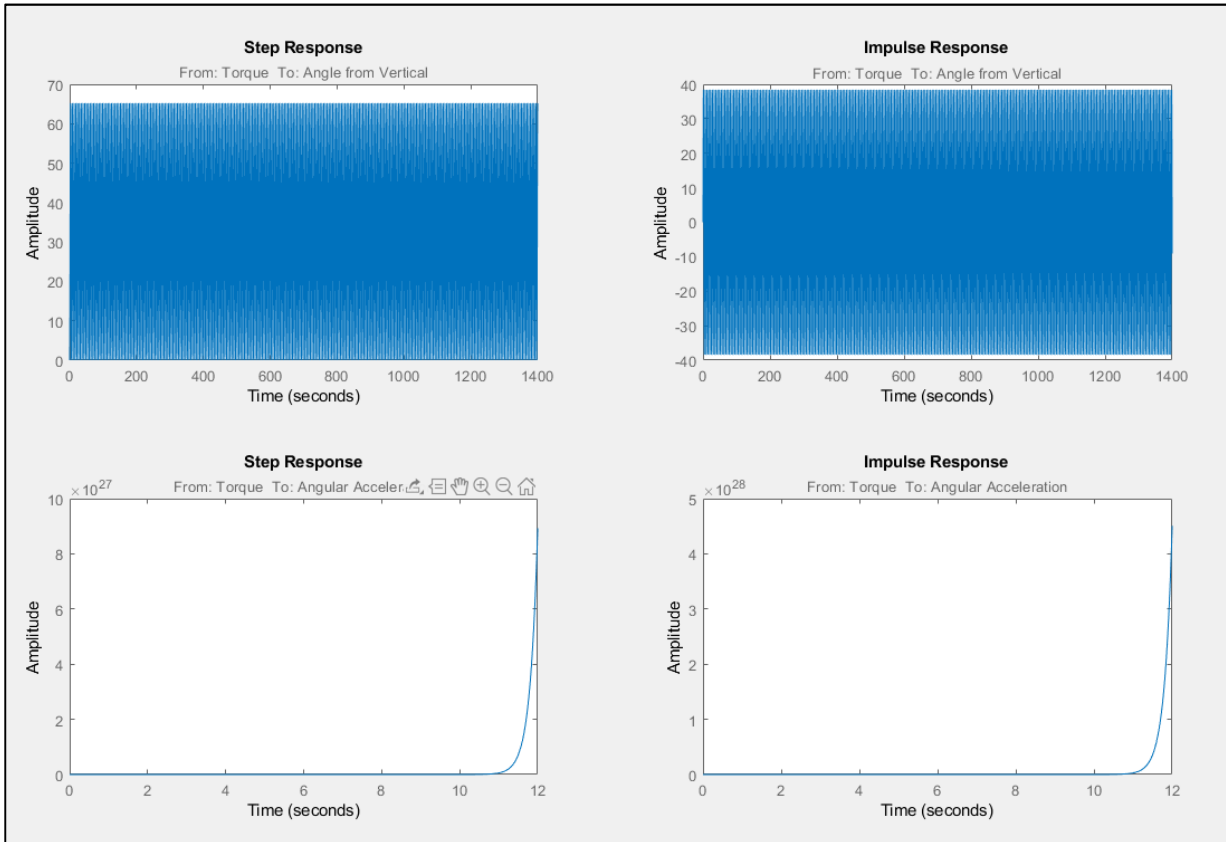 Step Response
From: Torque To: Angle from Vertical
70
60
50
40
30
20
10
0
Amplitude
0 200 400 600 800 1000 1200 1400
Time (seconds)
Impulse Response
From: Torque To: Angle from Vertical
40
30
20
10
0
-10
-20
-30
-40
Amplitude
0 200 400 600 800 1000 1200 1400
Time (seconds)
Step Response
×10^27
From: Torque To: Angular Acceler
10
8
6
4
2
0
Amplitude
0 2 4 6 8 10 12
Time (seconds)
Impulse Response
×10^28
From: Torque To: Angular Acceleration
5
4
3
2
1
0
Amplitude
0 2 4 6 8 10 12
Time (seconds)